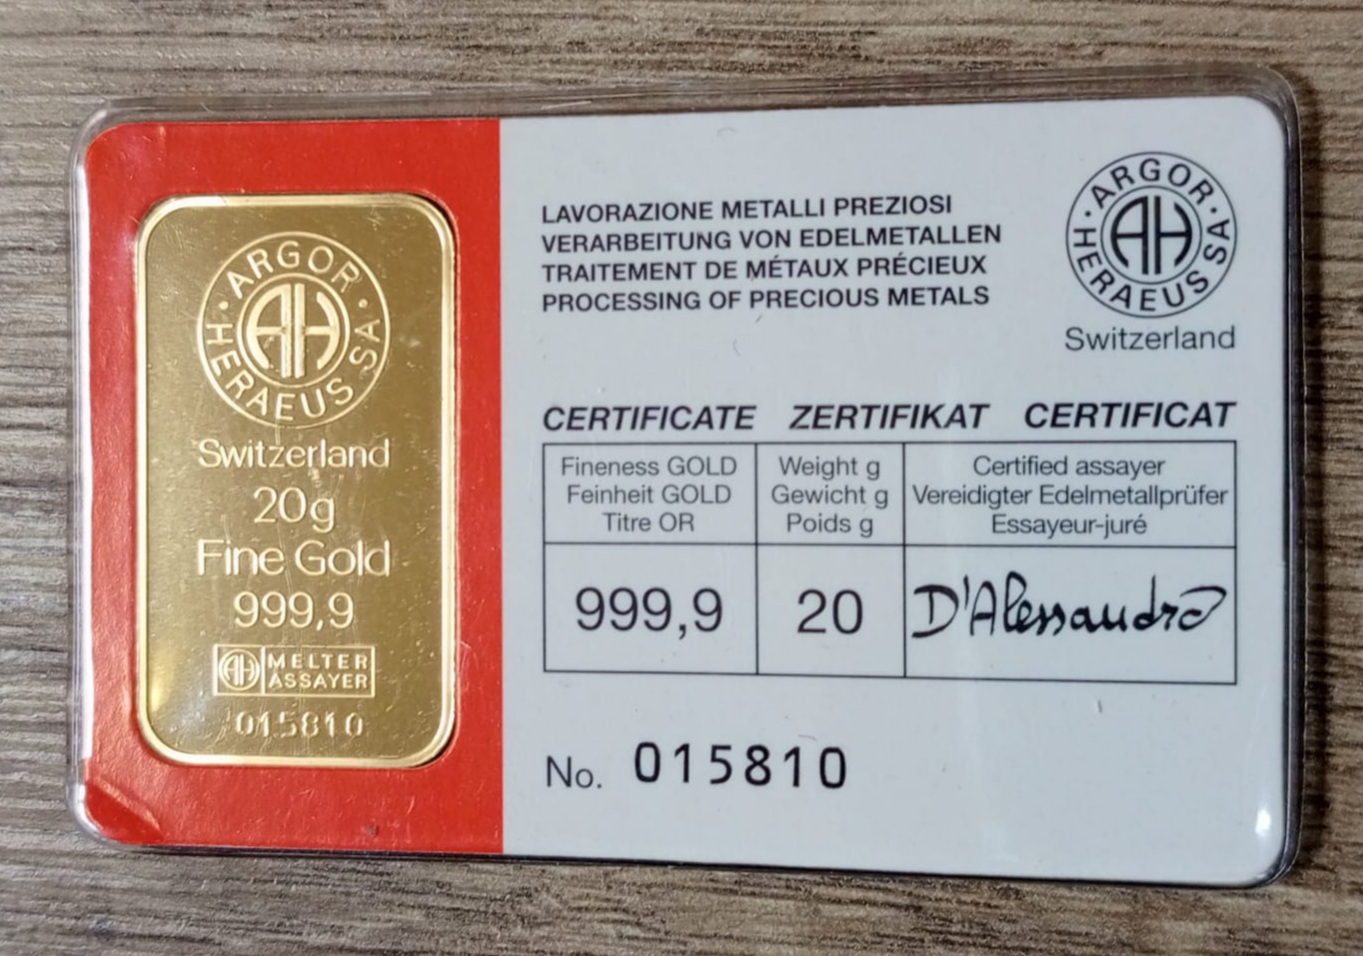 ARGOR
HERAEUS SA
AH
Switzerland
20g
Fine Gold
999,9
AH MELTER
ASSAYER
015810
LAVORAZIONE METALLI PREZIOSI
VERARBEITUNG VON EDELMETALLEN
TRAITEMENT DE MÉTAUX PRÉCIEUX
PROCESSING OF PRECIOUS METALS
ARGOR
HERAEUS SA
AH
Switzerland
CERTIFICATE ZERTIFIKAT CERTIFICAT
Fineness GOLD
Feinheit GOLD
Titre OR
Weight g
Gewicht g
Poids g
Certified assayer
Vereidigter Edelmetallprüfer
Essayeur-juré
999,9
20
D'Alessandro
No. 015810